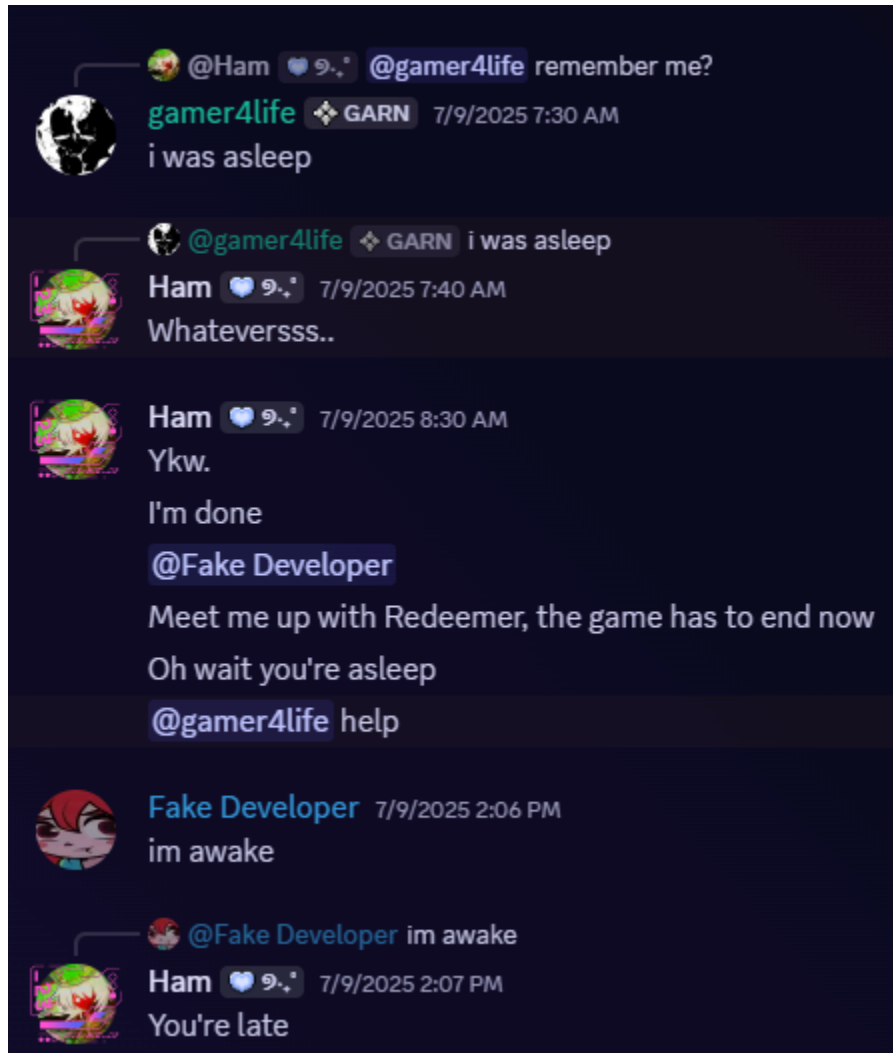 @Ham 🩵 ୨‧₊˚ @gamer4life remember me?
gamer4life GARN 7/9/2025 7:30 AM
i was asleep
@gamer4life GARN i was asleep
Ham 🩵 ୨‧₊˚ 7/9/2025 7:40 AM
Whateversss..
Ham 🩵 ୨‧₊˚ 7/9/2025 8:30 AM
Ykw.
I'm done
@Fake Developer
Meet me up with Redeemer, the game has to end now
Oh wait you're asleep
@gamer4life help
Fake Developer 7/9/2025 2:06 PM
im awake
@Fake Developer im awake
Ham 🩵 ୨‧₊˚ 7/9/2025 2:07 PM
You're late